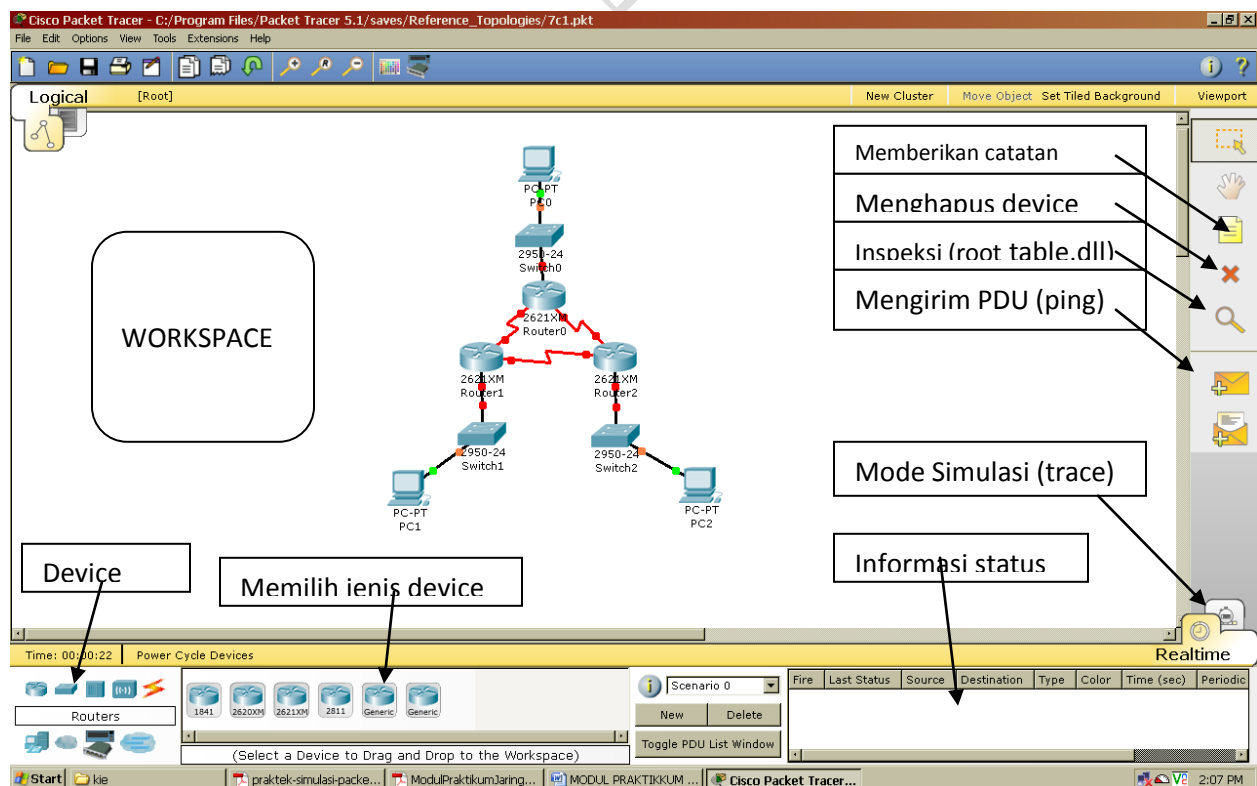 Cisco Packet Tracer - C:/Program Files/Packet Tracer 5.1/saves/Reference_Topologies/7c1.pkt
File Edit Options View Tools Extensions Help
Logical [Root] New Cluster Move Object Set Tiled Background Viewport
Memberikan catatan
Menghapus device
Inspeksi (root table.dll)
Mengirim PDU (ping)
PC-PT
PC0
2950-24
Switch0
2621XM
Router0
WORKSPACE
2621XM
Router1
2621XM
Router2
2950-24
Switch1
2950-24
Switch2
PC-PT
PC1
PC-PT
PC2
Mode Simulasi (trace)
Informasi status
Device
Memilih jenis device
Time: 00:00:22 Power Cycle Devices Realtime
Routers
1841 2620XM 2621XM 2811 Generic Generic
(Select a Device to Drag and Drop to the Workspace)
i Scenario 0
New Delete
Toggle PDU List Window
Fire Last Status Source Destination Type Color Time (sec) Periodic
Start kie praktek-simulasi-packe... ModulPraktikumJaring... MODUL PRAKTIKKUM ... Cisco Packet Tracer... 2:07 PM